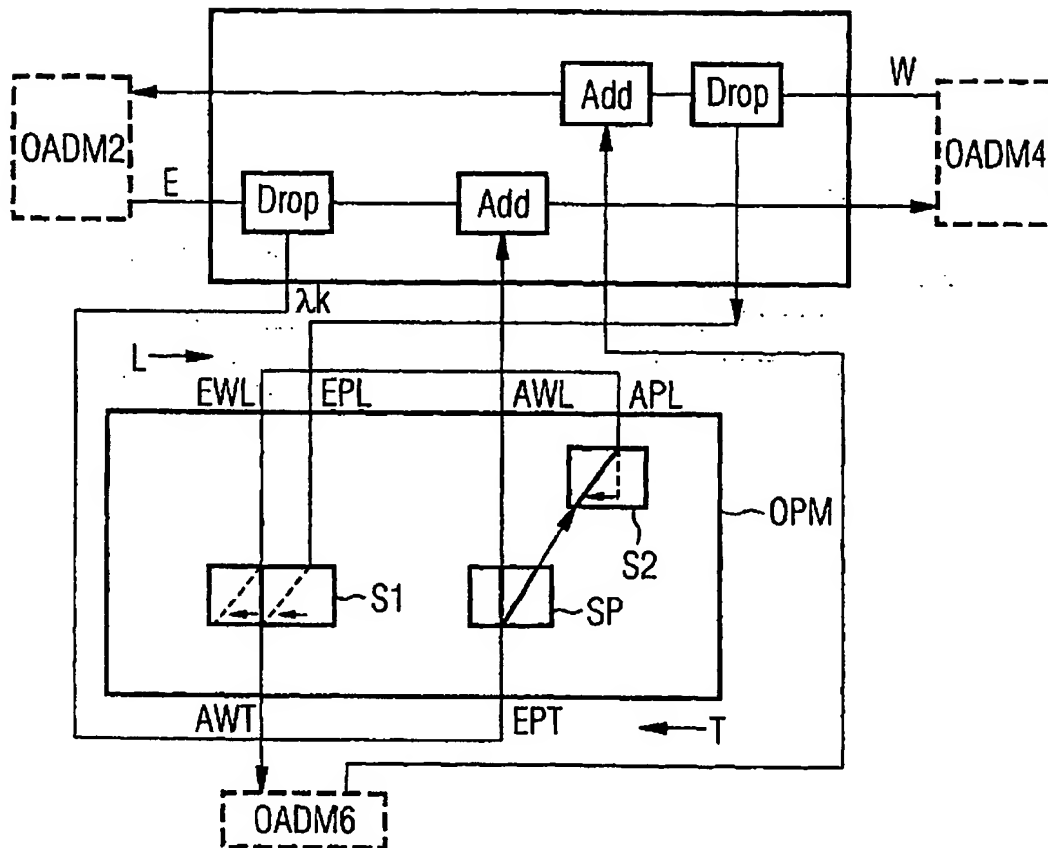 W
Add
Drop
OADM2
OADM4
E
Drop
Add
λk
L
EWL
EPL
AWL
APL
OPM
S2
S1
SP
AWT
EPT
T
OADM6